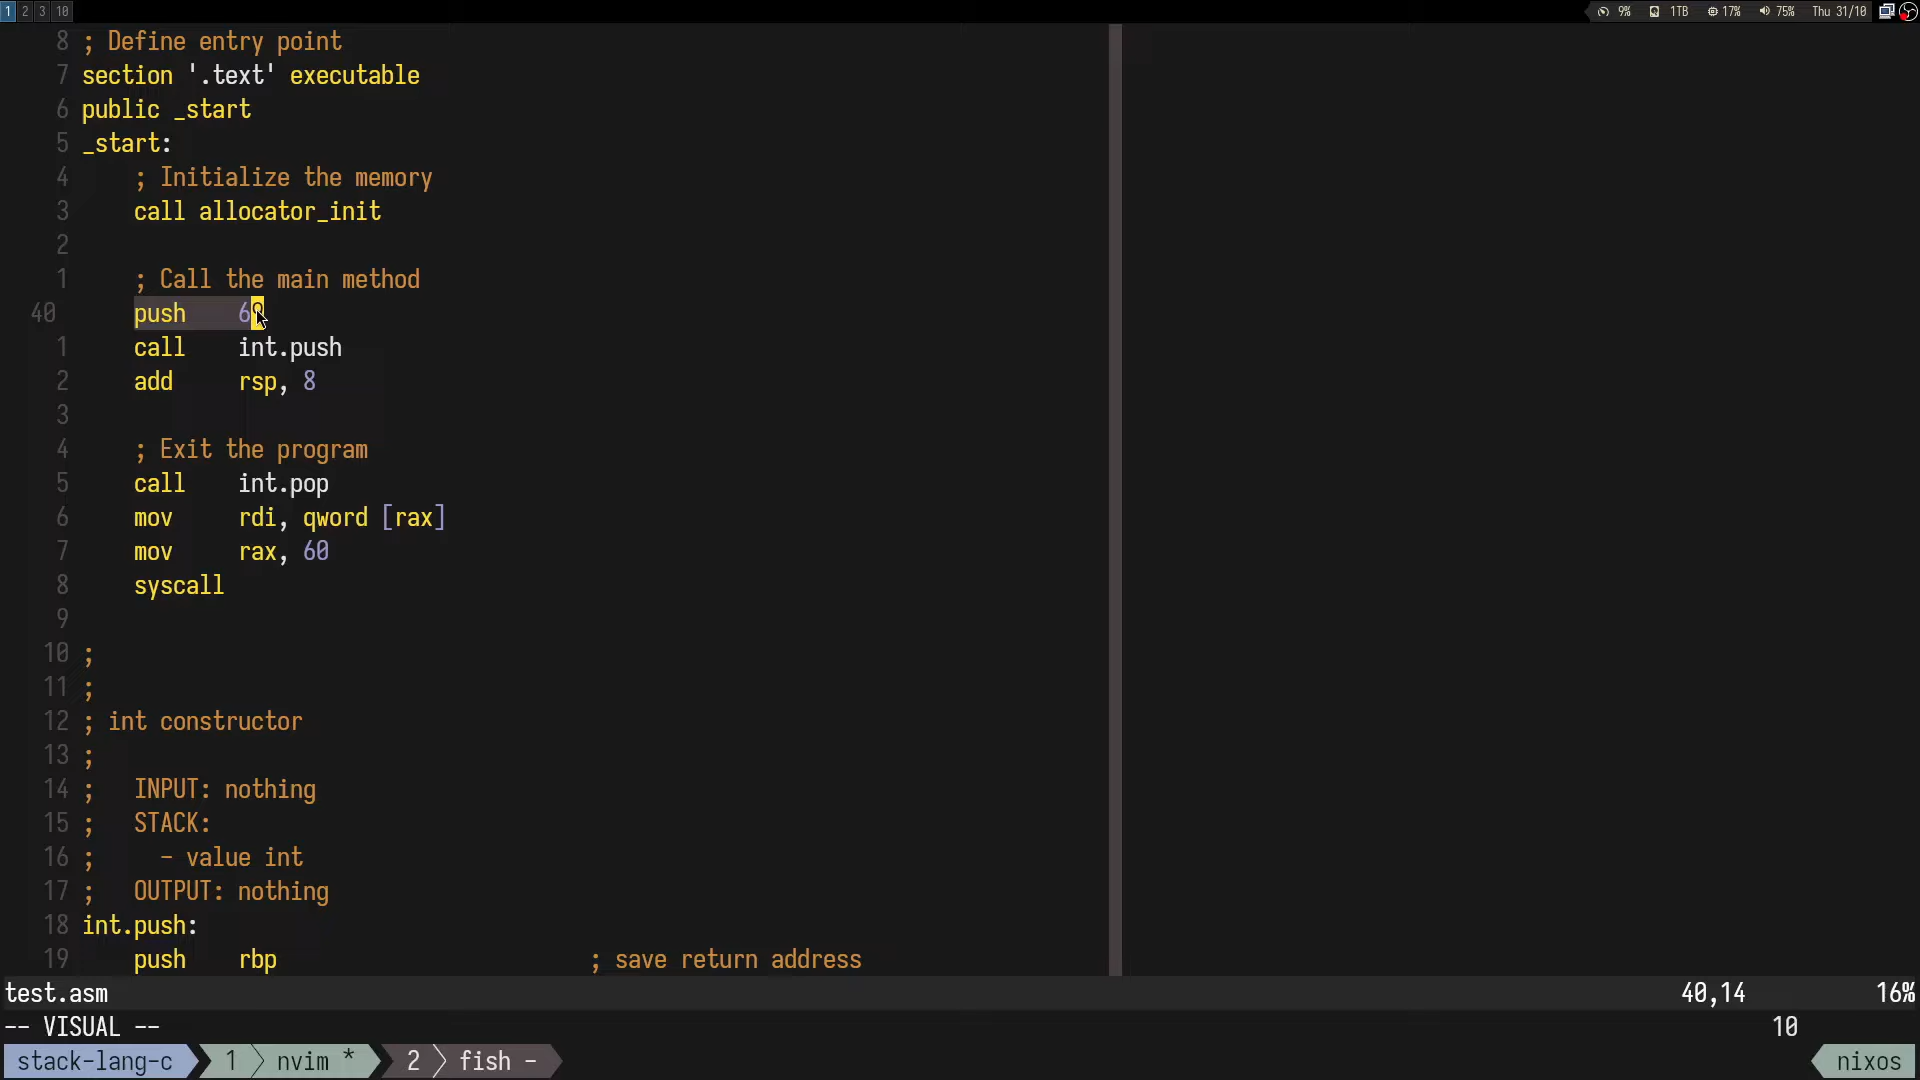 1 2 3 10 9% 1TB 17% 75% Thu 31/10
8 ; Define entry point
7 section '.text' executable
6 public _start
5 _start:
4     ; Initialize the memory
3     call allocator_init
2
1     ; Call the main method
40     push
1     call    int.push
2     add     rsp, 8
3
4     ; Exit the program
5     call    int.pop
6     mov     rdi, qword [rax]
7     mov     rax, 60
8     syscall
9
10 ;
11 ;
12 ; int constructor
13 ;
14 ;   INPUT: nothing
15 ;   STACK:
16 ;     - value int
17 ;   OUTPUT: nothing
18 int.push:
19     push    rbp                        ; save return address
test.asm 40,14 16%
-- VISUAL -- 10
stack-lang-c 1 nvim * 2 fish - nixos